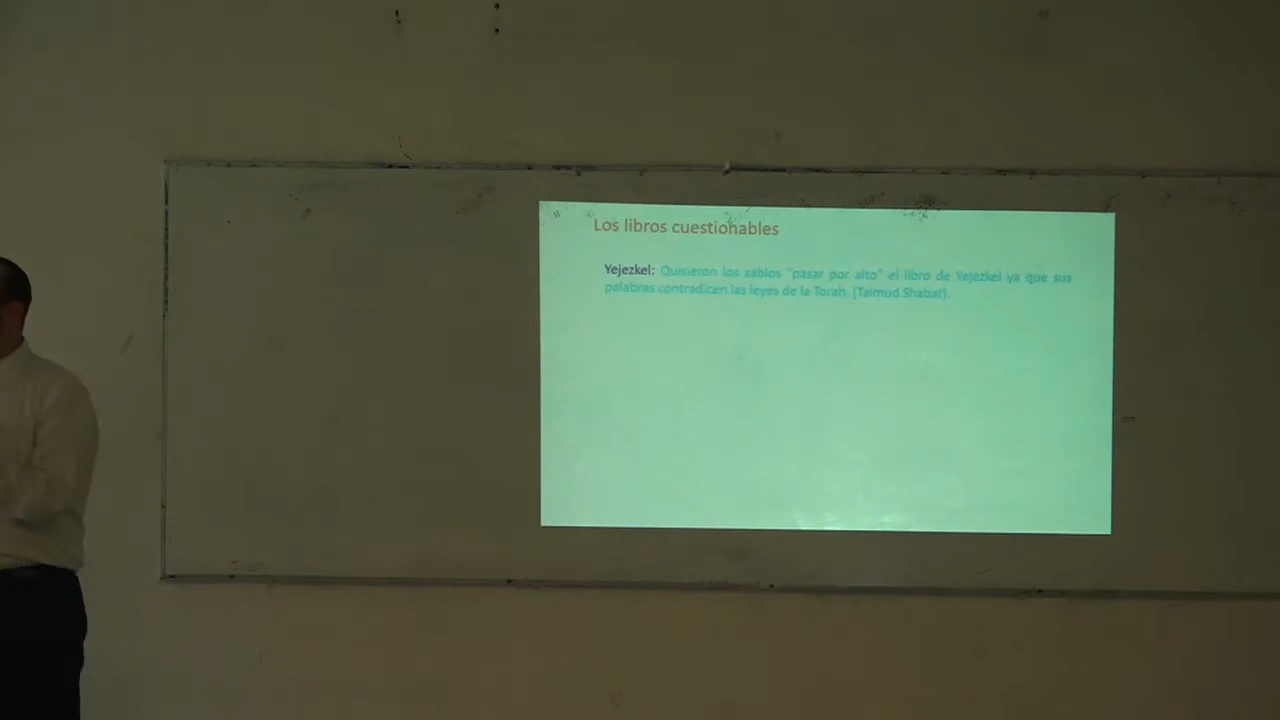 Los libros cuestionables
Yejezkel: Quisieron los sabios "pasar por alto" el libro de Yejezkel ya que sus
palabras contradicen las leyes de la Torah. (Talmud Shabat).